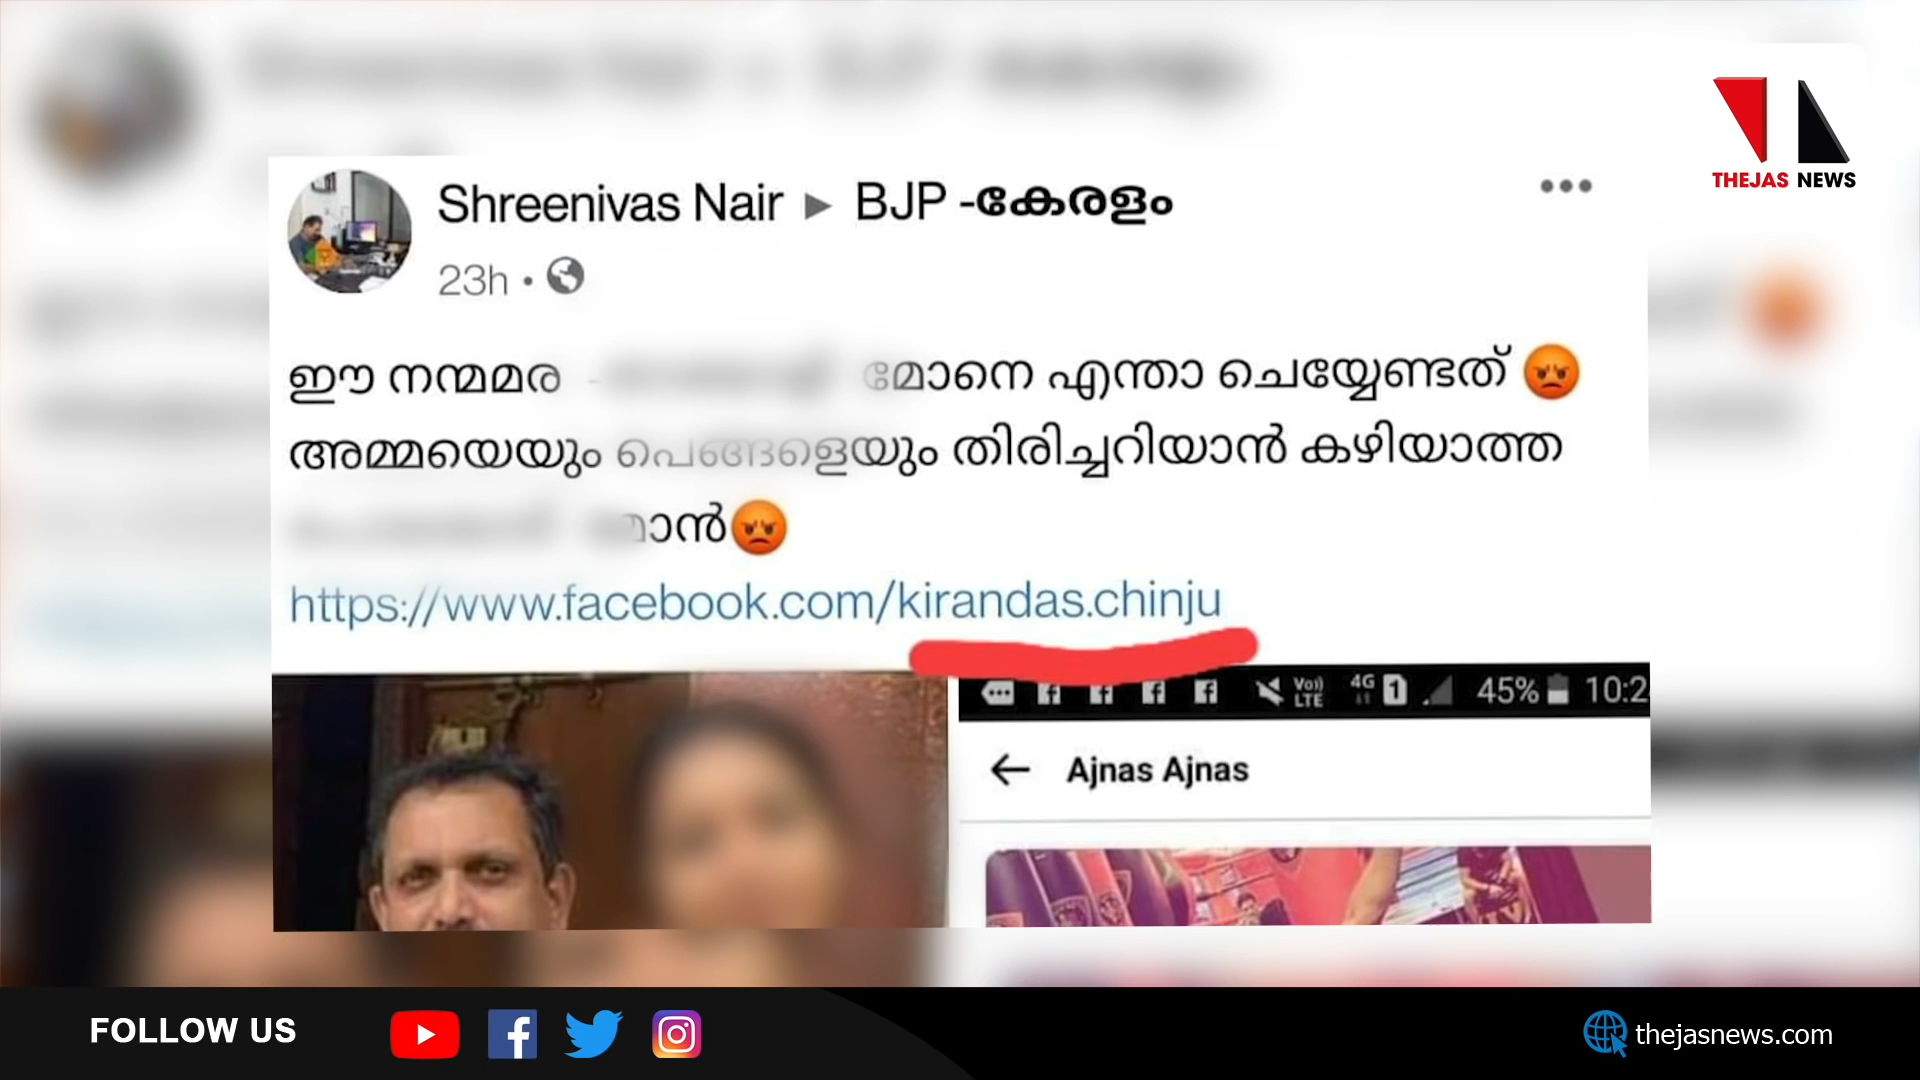 THEJAS NEWS
Shreenivas Nair ▸ BJP -കേരളം
23h •
ഈ നന്മമര മോനെ എന്താ ചെയ്യേണ്ടത് 😡
അമ്മയെയും പെങ്ങളെയും തിരിച്ചറിയാൻ കഴിയാത്ത
മാൻ😡
https://www.facebook.com/kirandas.chinju
Vo)) LTE 4G 1 45% 10:2
← Ajnas Ajnas
FOLLOW US
thejasnews.com